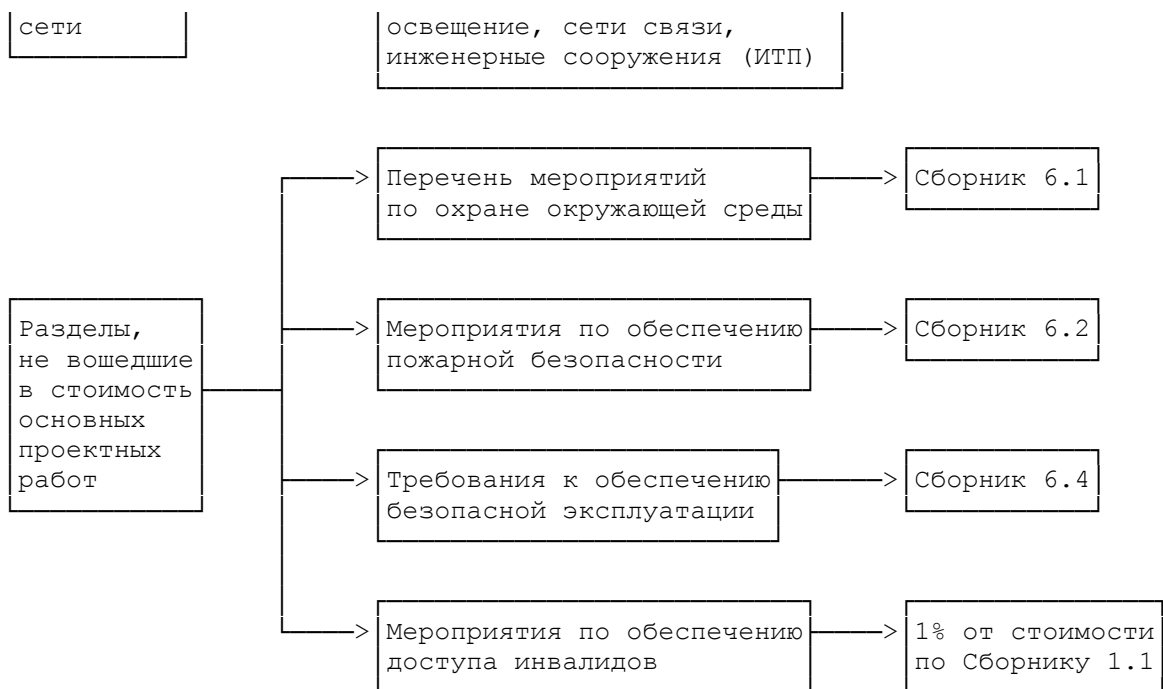 сети
освещение, сети связи,
инженерные сооружения (ИТП)
Перечень мероприятий
по охране окружающей среды
Сборник 6.1
Разделы,
не вошедшие
в стоимость
основных
проектных
работ
Мероприятия по обеспечению
пожарной безопасности
Сборник 6.2
Требования к обеспечению
безопасной эксплуатации
Сборник 6.4
Мероприятия по обеспечению
доступа инвалидов
1% от стоимости
по Сборнику 1.1